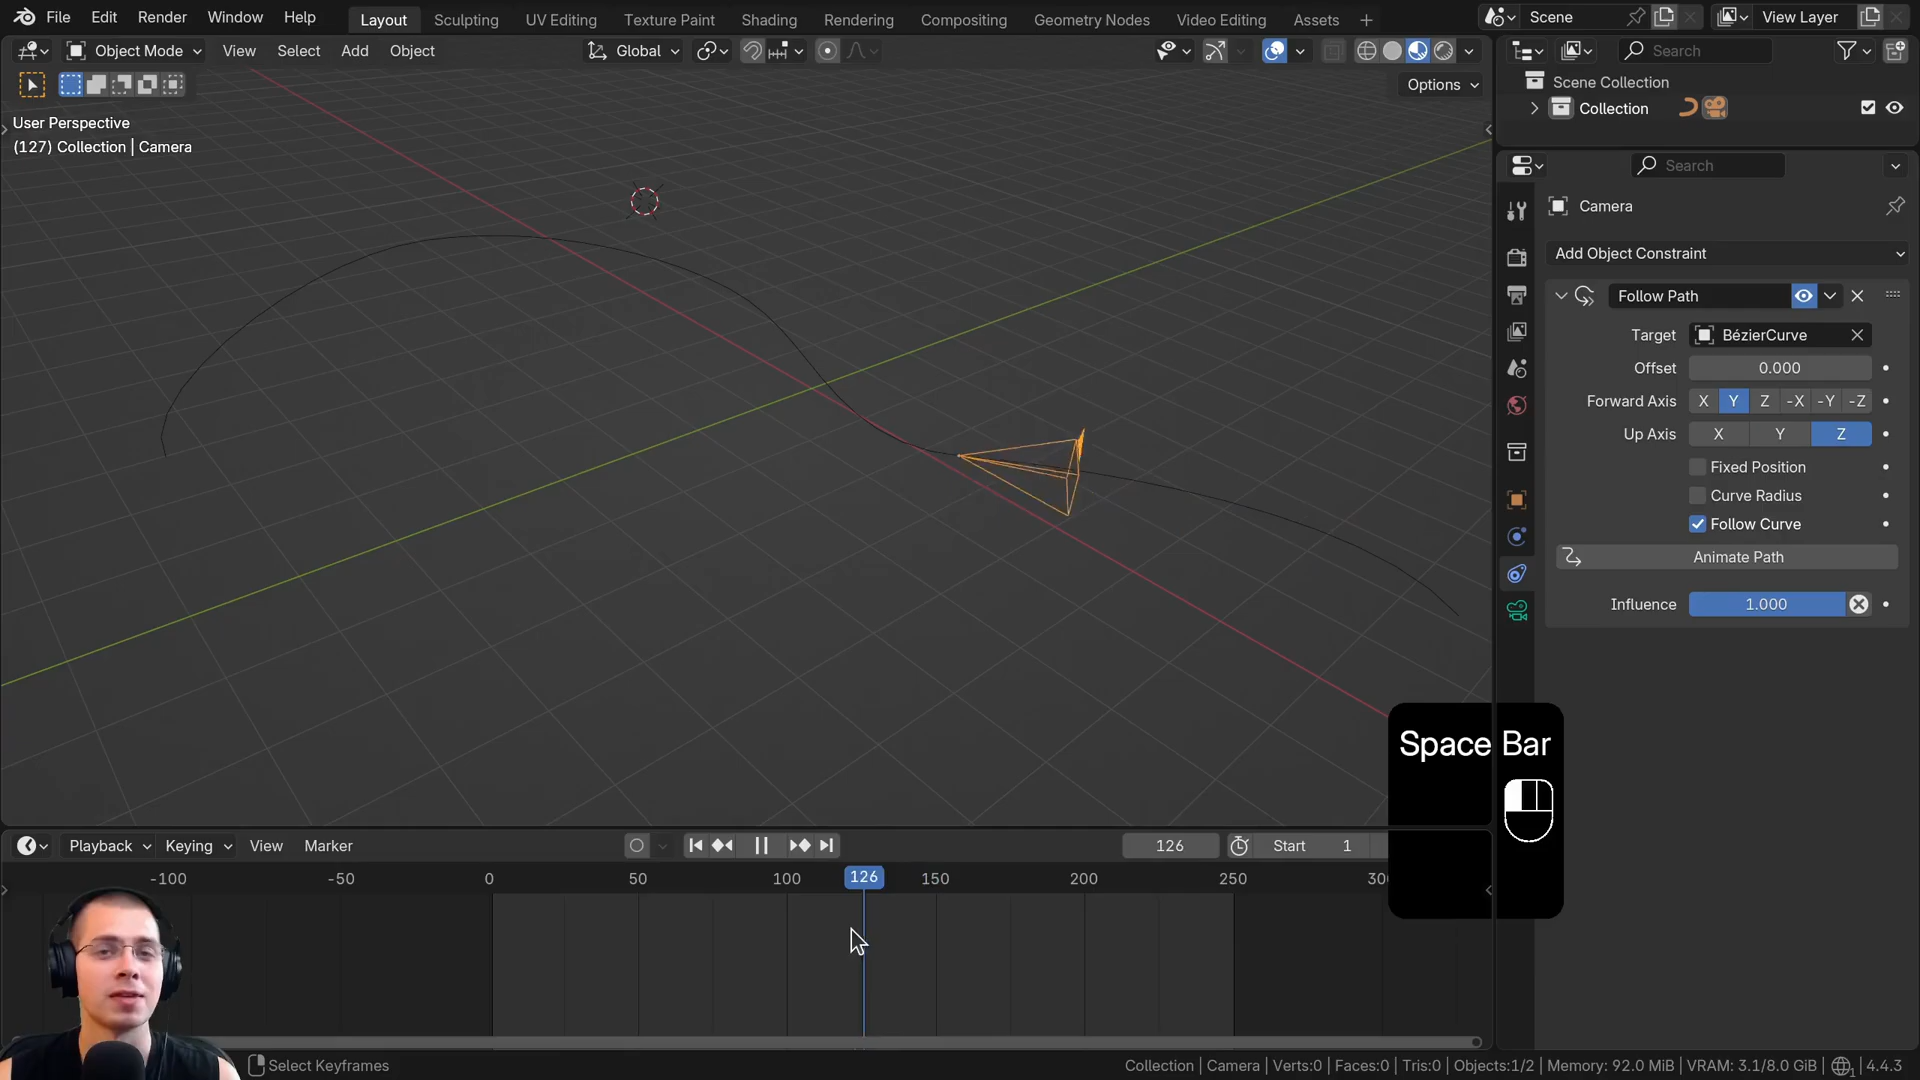 File Edit Render Window Help
Layout Sculpting UV Editing Texture Paint Shading Rendering Compositing Geometry Nodes Video Editing Assets +
Scene
View Layer
Object Mode View Select Add Object
Global
Search
Options
Scene Collection
Collection
User Perspective
(127) Collection | Camera
Search
Camera
Add Object Constraint
Follow Path
Target BézierCurve
Offset 0.000
Forward Axis X Y Z -X -Y -Z
Up Axis X Y Z
Fixed Position
Curve Radius
Follow Curve
Animate Path
Influence 1.000
Space Bar
Playback Keying View Marker
126
Start 1
-100 -50 0 50 100 126 150 200 250 300
Select Keyframes
Collection | Camera | Verts:0 | Faces:0 | Tris:0 | Objects:1/2 | Memory: 92.0 MiB | VRAM: 3.1/8.0 GiB | 4.4.3